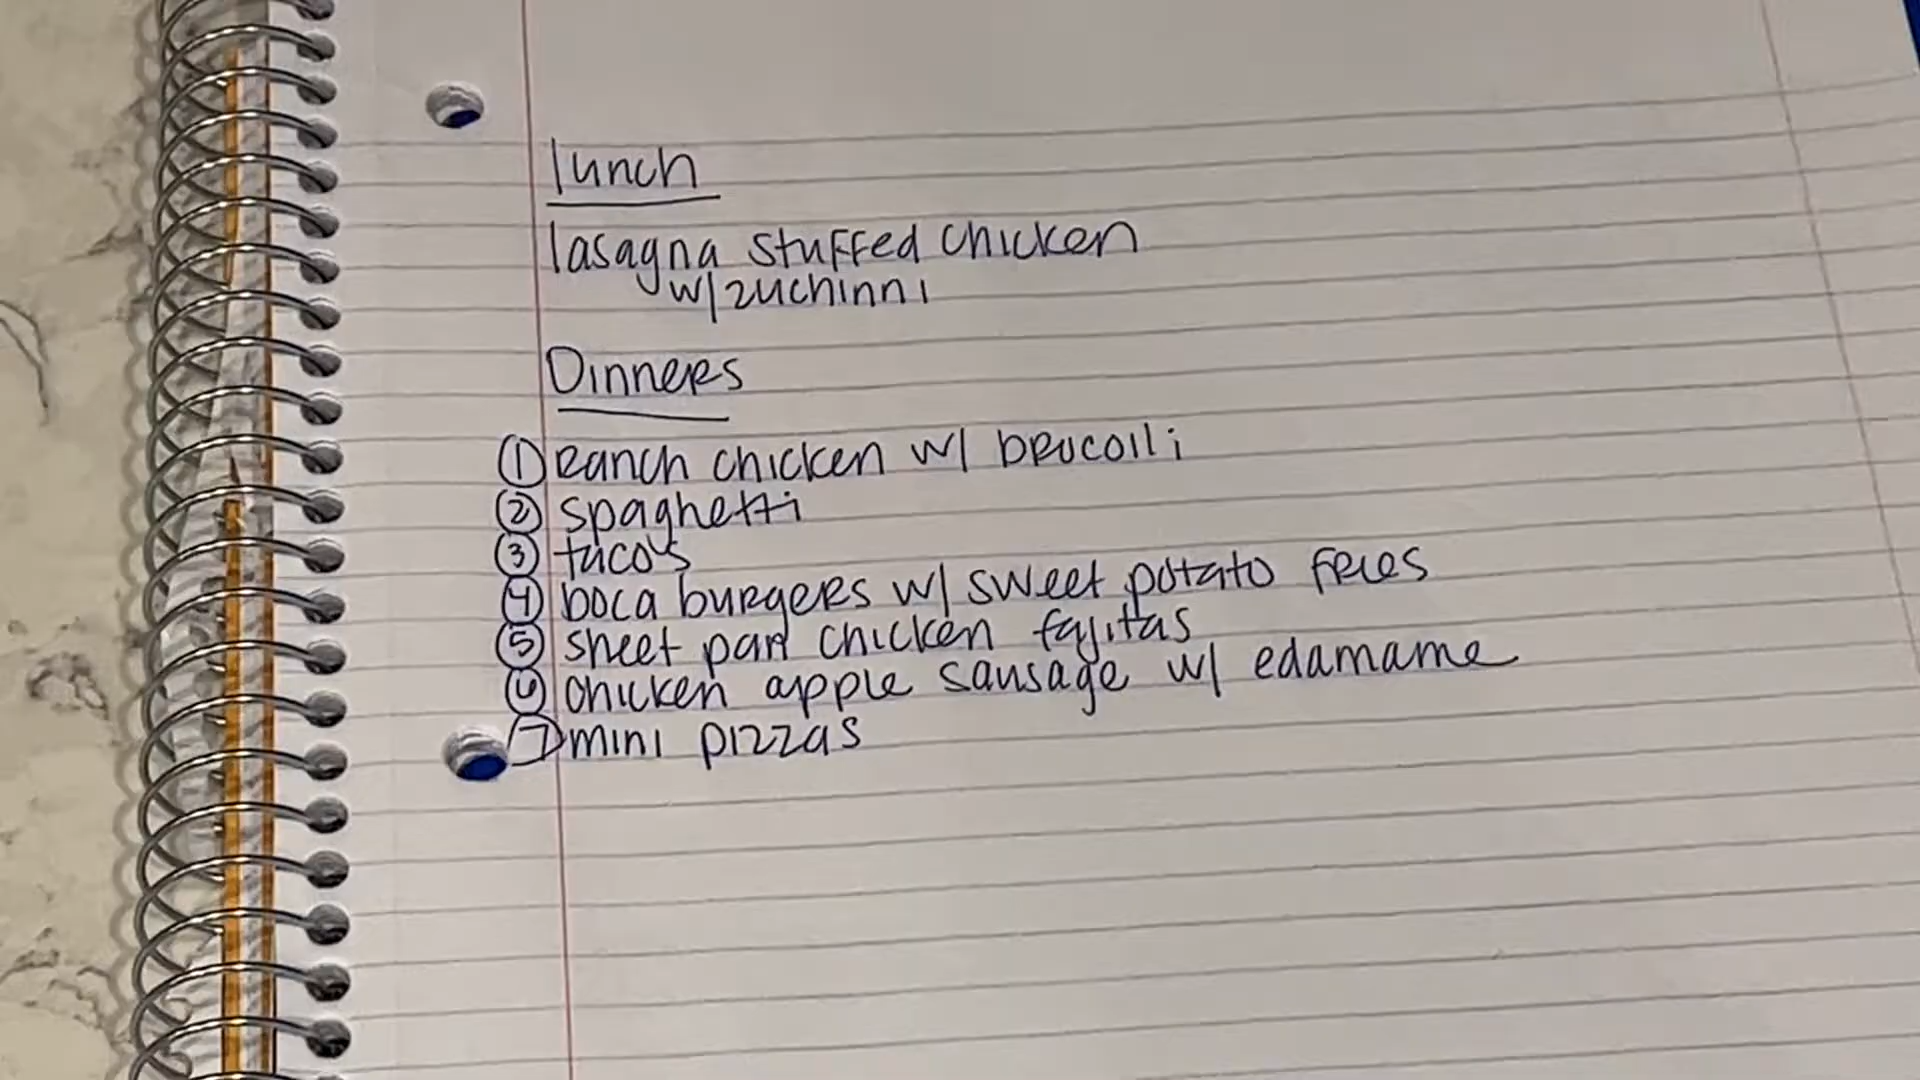 lunch
lasagna stuffed chicken
w/zuchinni
Dinners
① Ranch chicken w/ brocolli
② spaghetti
③ tacos
④ boca burgers w/ sweet potato fries
⑤ sheet pan chicken fajitas
⑥ chicken apple sausage w/ edamame
⑦ mini pizzas